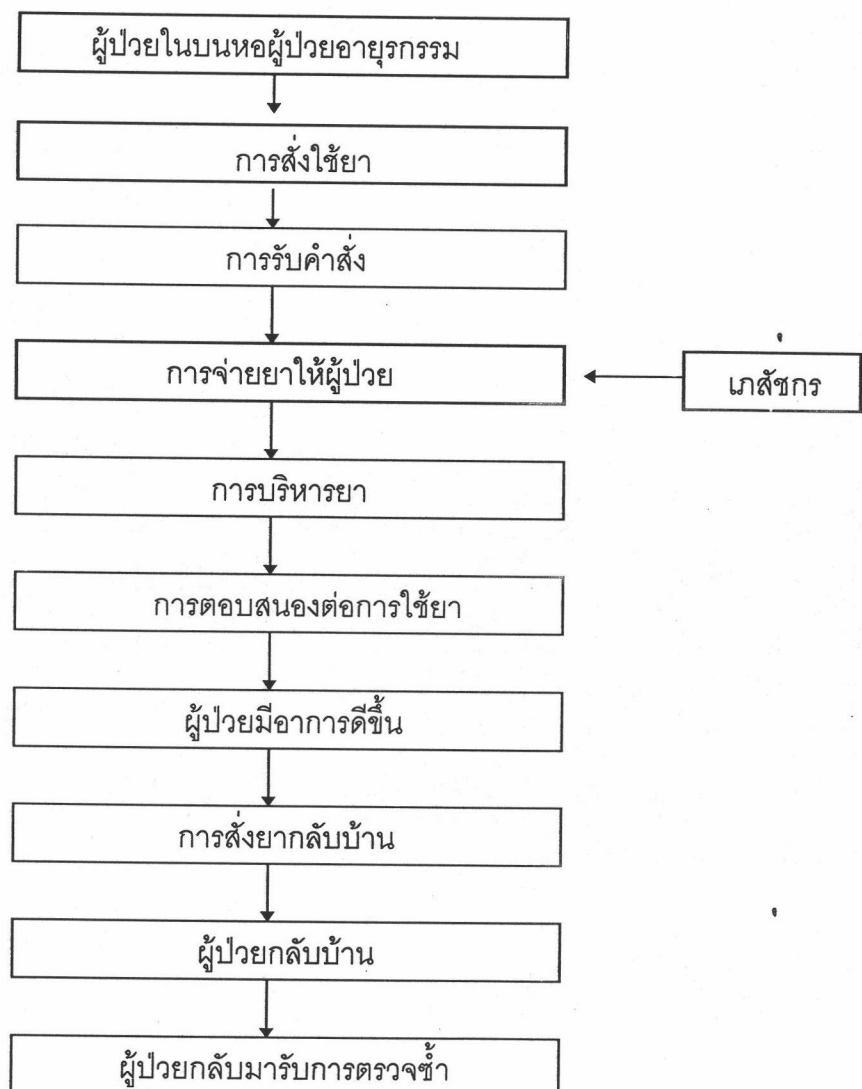 ผู้ป่วยในบนหอผู้ป่วยอายุรกรรม
การสั่งใช้ยา
การรับคำสั่ง
การจ่ายยาให้ผู้ป่วย
เภสัชกร
การบริหารยา
การตอบสนองต่อการใช้ยา
ผู้ป่วยมีอาการดีขึ้น
การสั่งยากลับบ้าน
ผู้ป่วยกลับบ้าน
ผู้ป่วยกลับมารับการตรวจซ้ำ